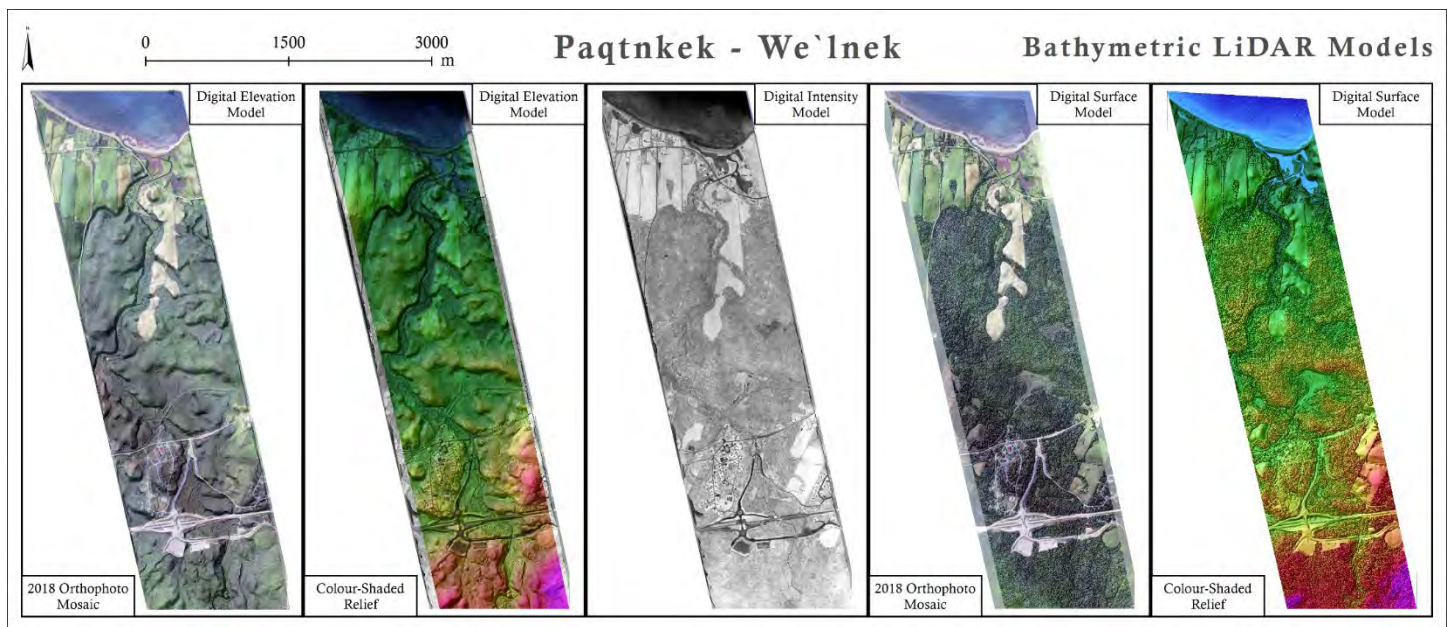 N
0 1500 3000
m
Paqtnkek - We`lnek
Bathymetric LiDAR Models
Digital Elevation
Model
2018 Orthophoto
Mosaic
Digital Elevation
Model
Colour-Shaded
Relief
Digital Intensity
Model
Digital Surface
Model
2018 Orthophoto
Mosaic
Digital Surface
Model
Colour-Shaded
Relief